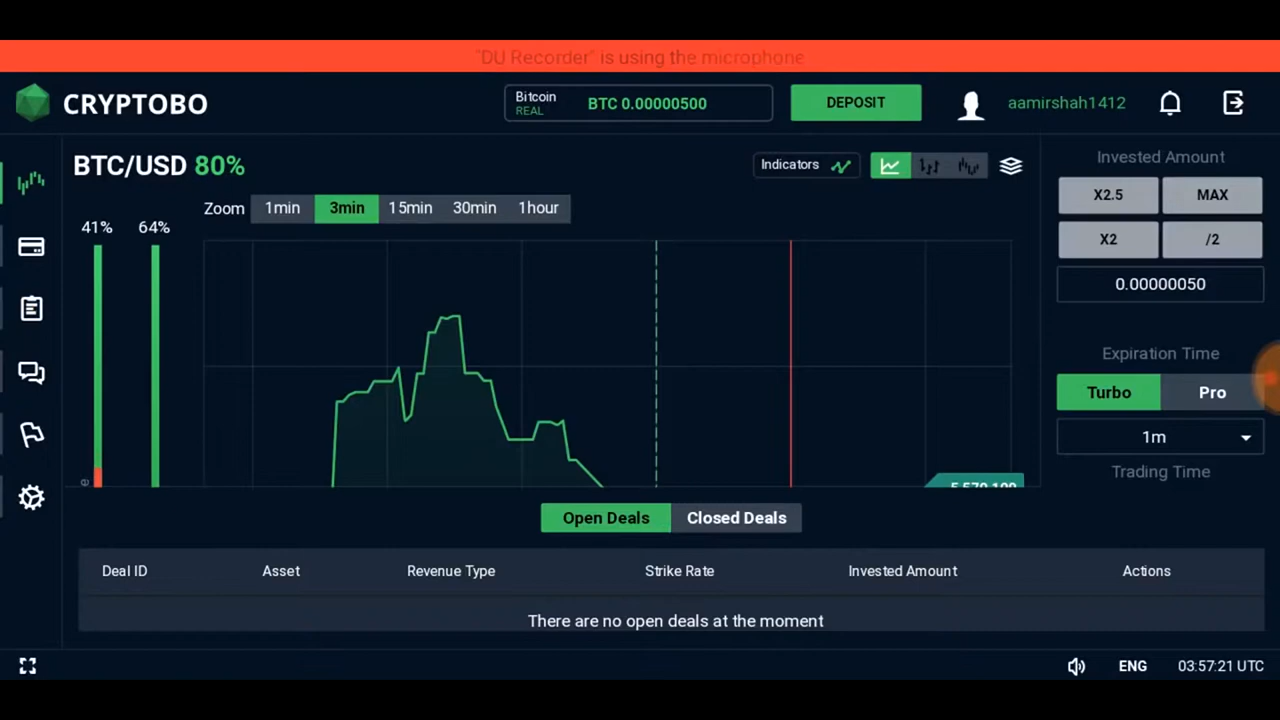 "DU Recorder" is using the microphone
CRYPTOBO
Bitcoin
REAL
BTC 0.00000500
DEPOSIT
aamirshah1412
BTC/USD 80%
Indicators
Invested Amount
X2.5
MAX
X2
/2
0.00000050
Zoom
1min
3min
15min
30min
1hour
41%
64%
Expiration Time
Turbo
Pro
1m
Trading Time
Open Deals
Closed Deals
Deal ID
Asset
Revenue Type
Strike Rate
Invested Amount
Actions
There are no open deals at the moment
ENG
03:57:21 UTC